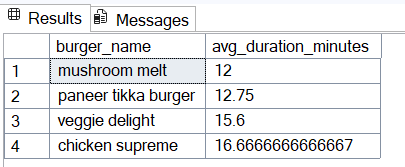 Results Messages
burger_name avg_duration_minutes
1 mushroom melt 12
2 paneer tikka burger 12.75
3 veggie delight 15.6
4 chicken supreme 16.6666666666667